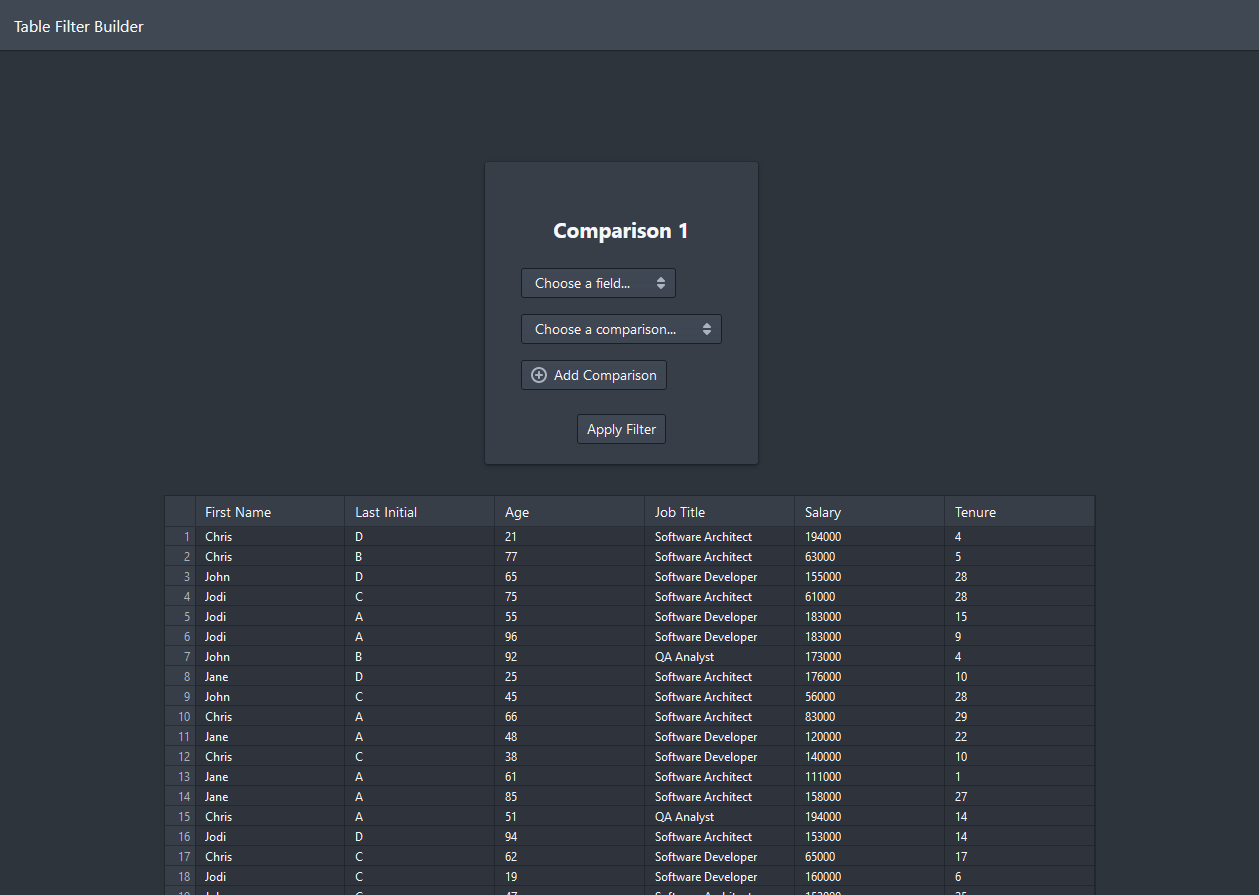 Table Filter Builder
Comparison 1
Choose a field...
Choose a comparison...
Add Comparison
Apply Filter
First Name Last Initial Age Job Title Salary Tenure
1 Chris D 21 Software Architect 194000 4
2 Chris B 77 Software Architect 63000 5
3 John D 65 Software Developer 155000 28
4 Jodi C 75 Software Architect 61000 28
5 Jodi A 55 Software Developer 183000 15
6 Jodi A 96 Software Developer 183000 9
7 John B 92 QA Analyst 173000 4
8 Jane D 25 Software Architect 176000 10
9 John C 45 Software Architect 56000 28
10 Chris A 66 Software Architect 83000 29
11 Jane A 48 Software Developer 120000 22
12 Chris C 38 Software Developer 140000 10
13 Jane A 61 Software Architect 111000 1
14 Jane A 85 Software Architect 158000 27
15 Chris A 51 QA Analyst 194000 14
16 Jodi D 94 Software Architect 153000 14
17 Chris C 62 Software Developer 65000 17
18 Jodi C 19 Software Developer 160000 6